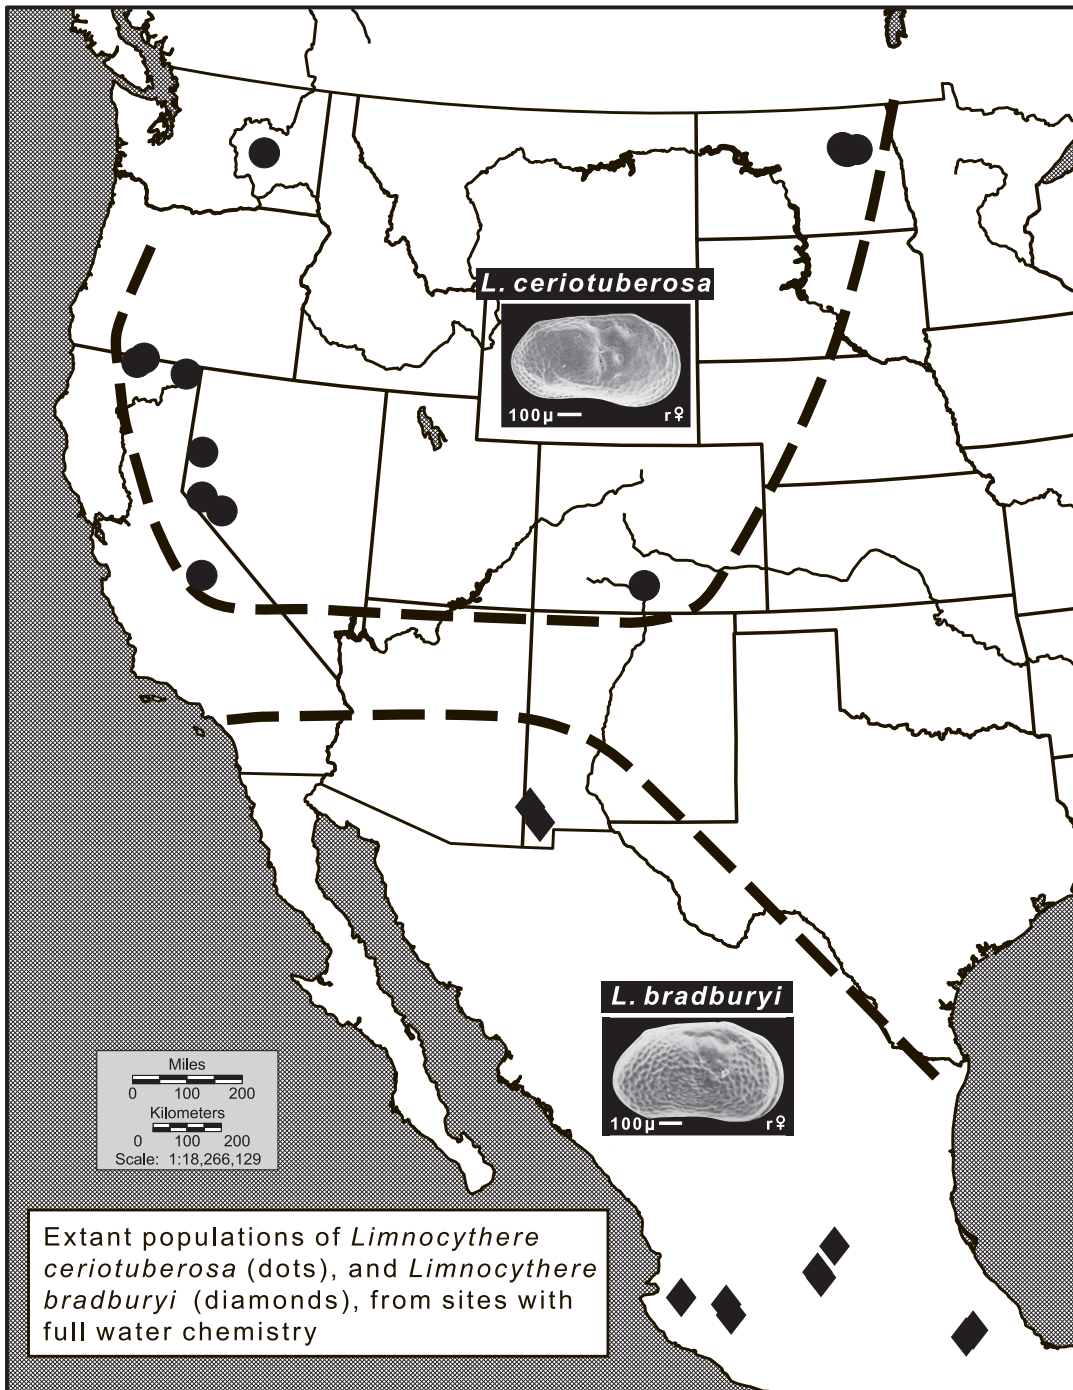 L. ceriotuberosa
100µ
r♀
L. bradburyi
100µ
r♀
Miles
0 100 200
Kilometers
0 100 200
Scale: 1:18,266,129
Extant populations of Limnocythere
ceriotuberosa (dots), and Limnocythere
bradburyi (diamonds), from sites with
full water chemistry